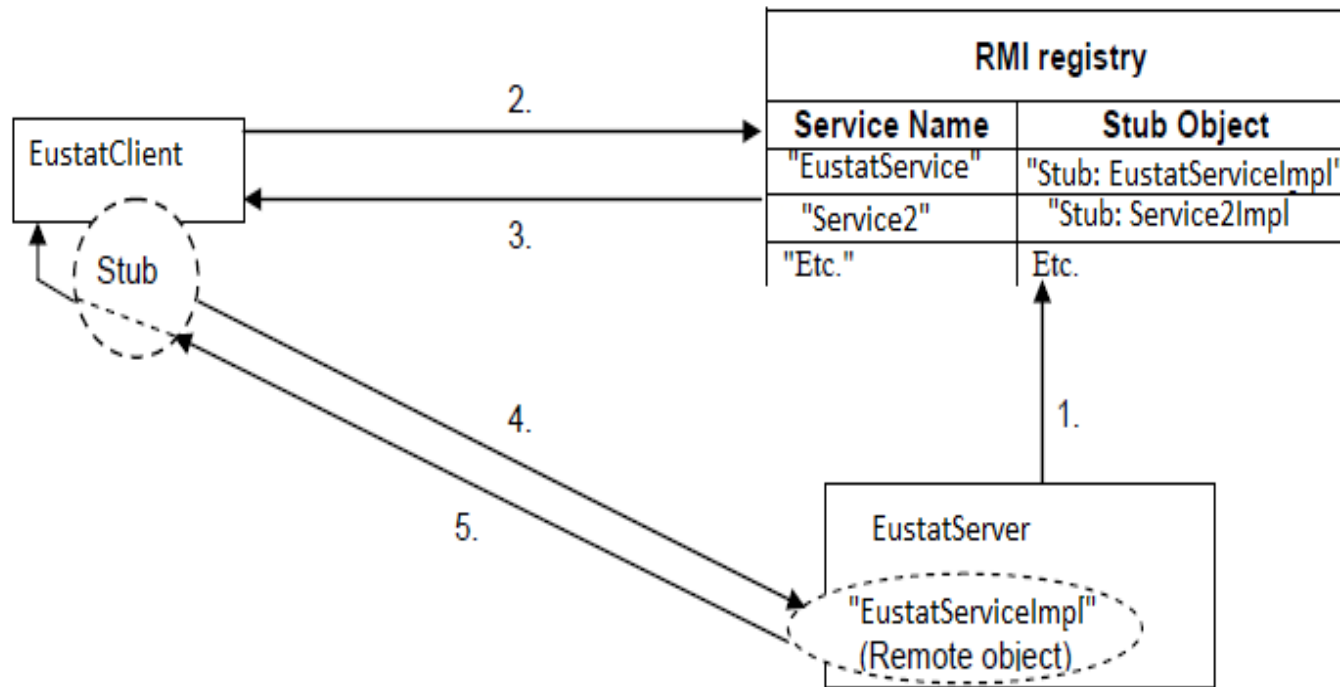 RMI registry
2.
Service Name
Stub Object
EustatClient
"EustatService"
"Stub: EustatServiceImpl"
"Service2"
"Stub: Service2Impl
3.
Stub
"Etc."
Etc.
4.
1.
5.
EustatServer
"EustatServiceImpl"
(Remote object)